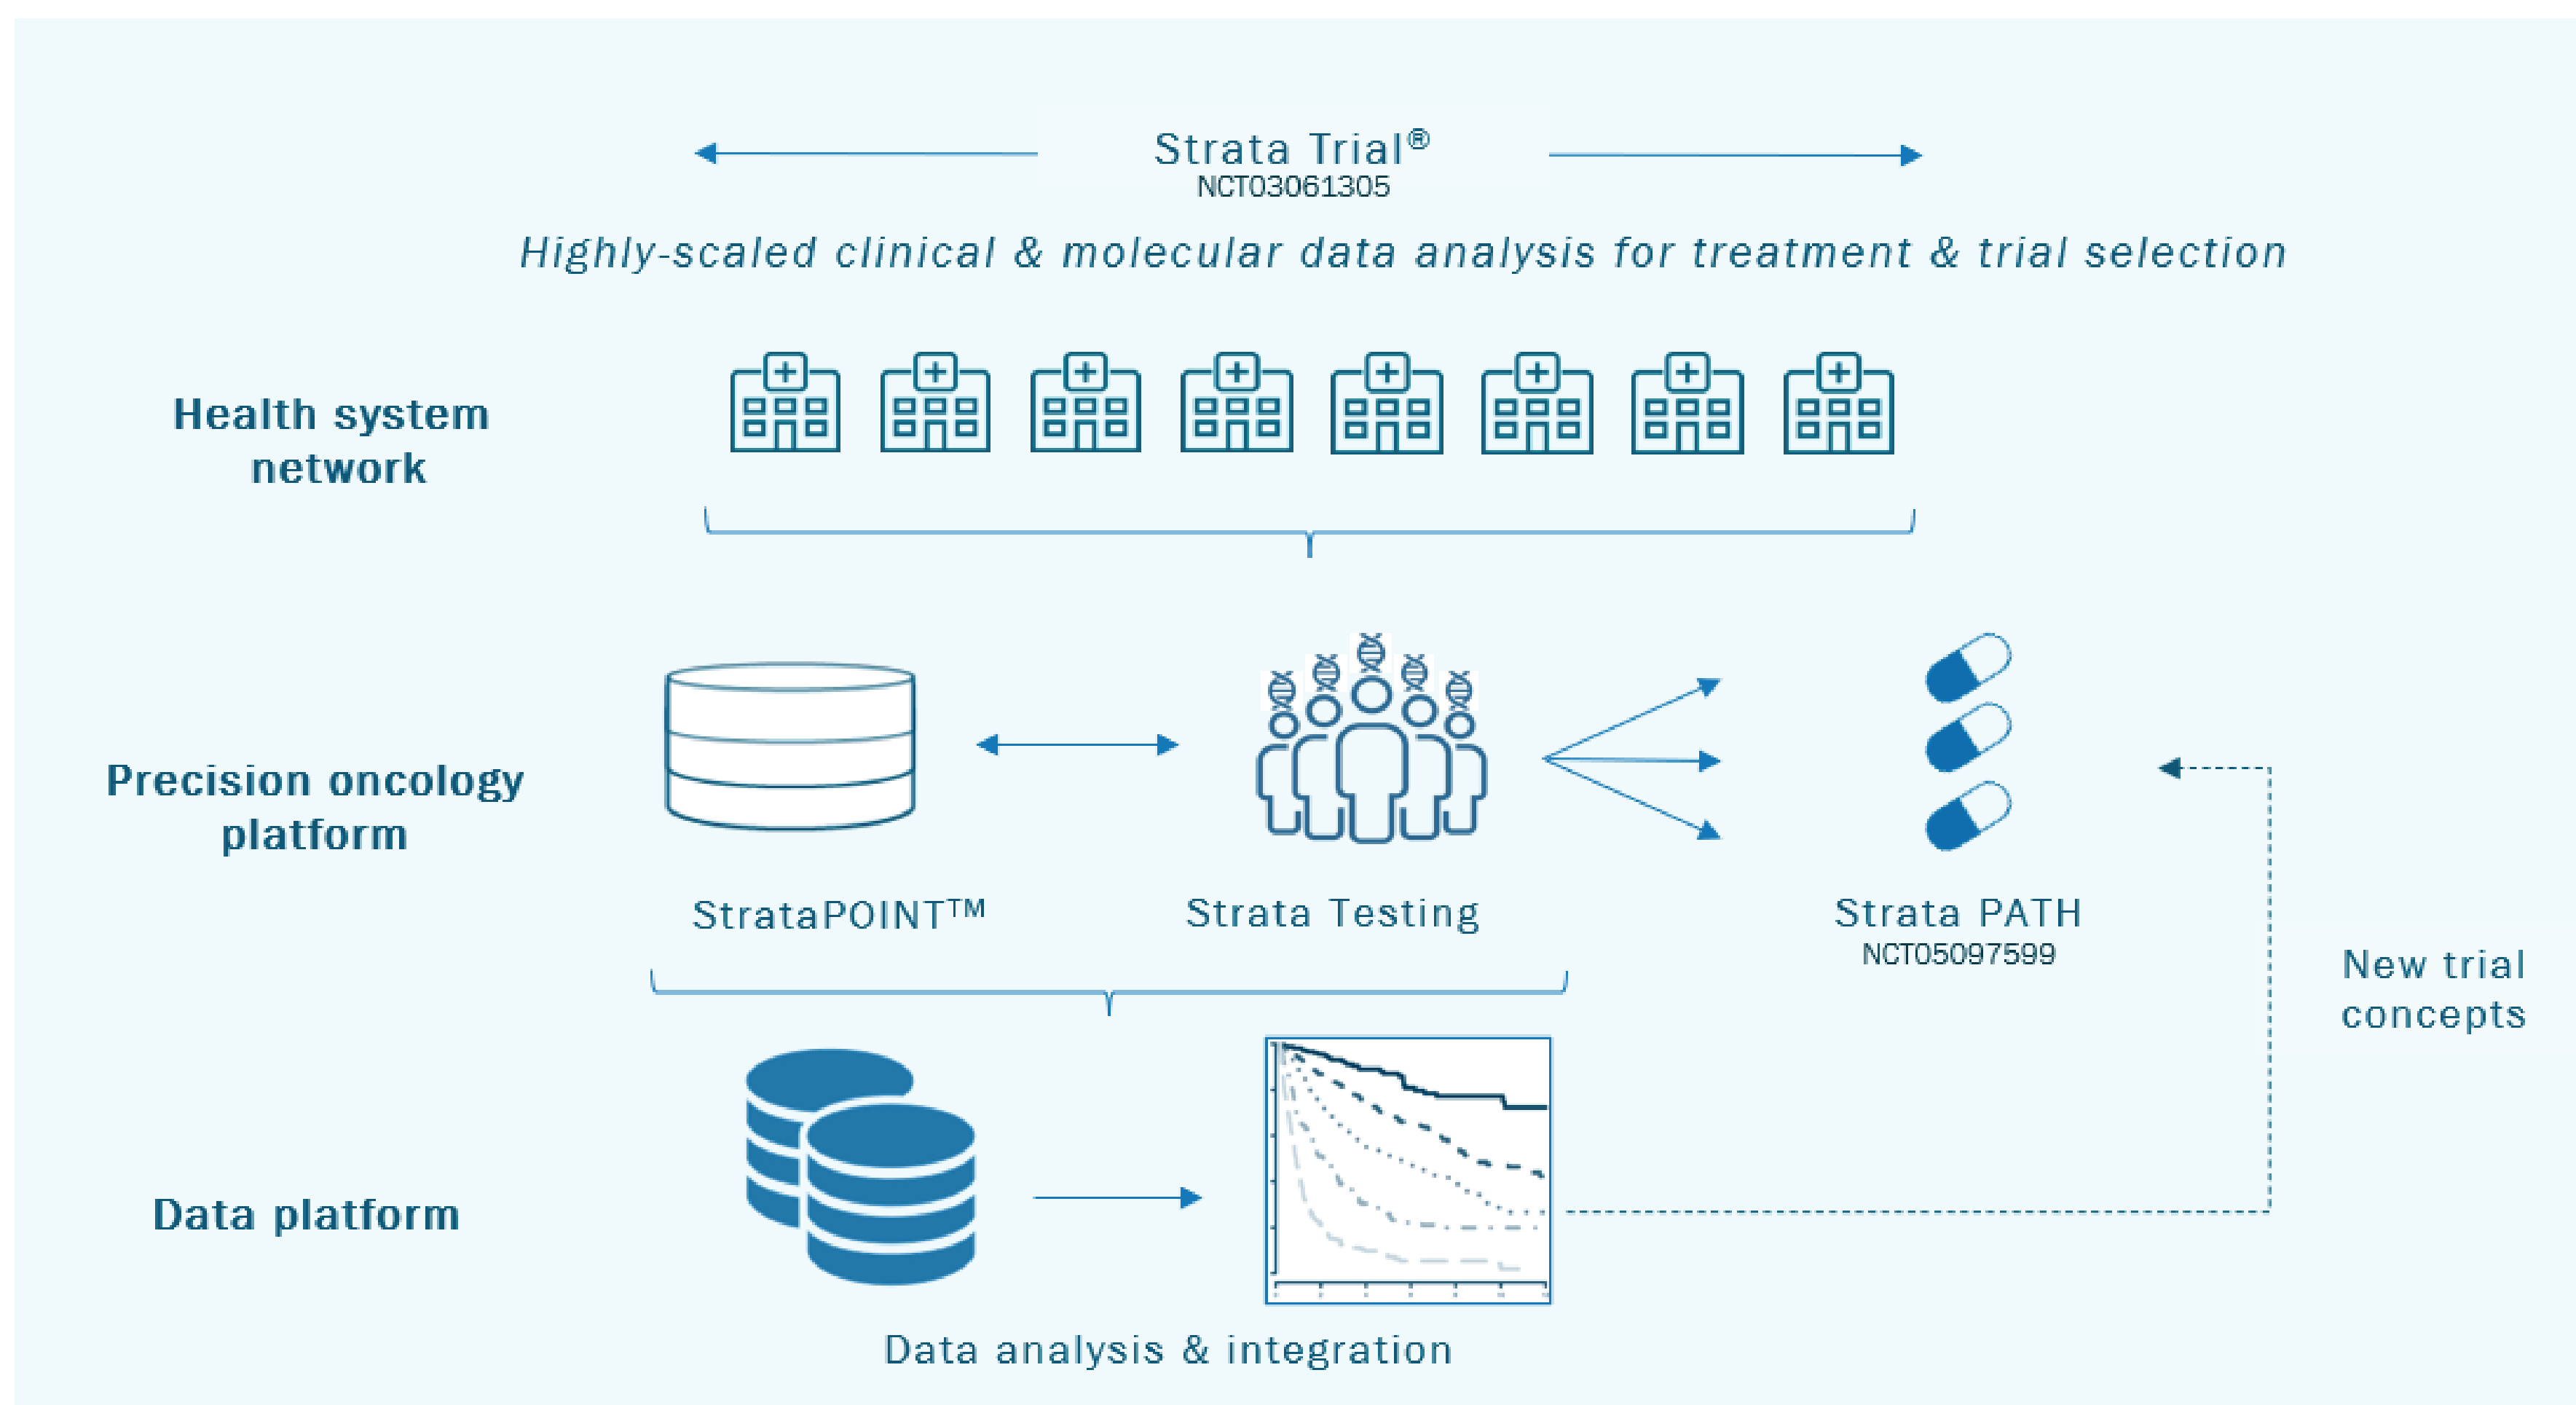 Strata Trial®
NCT03061305
Highly-scaled clinical & molecular data analysis for treatment & trial selection
Health system
network
Precision oncology
platform
StrataPOINT™
Strata Testing
Strata PATH
NCT05097599
New trial
concepts
Data platform
Data analysis & integration